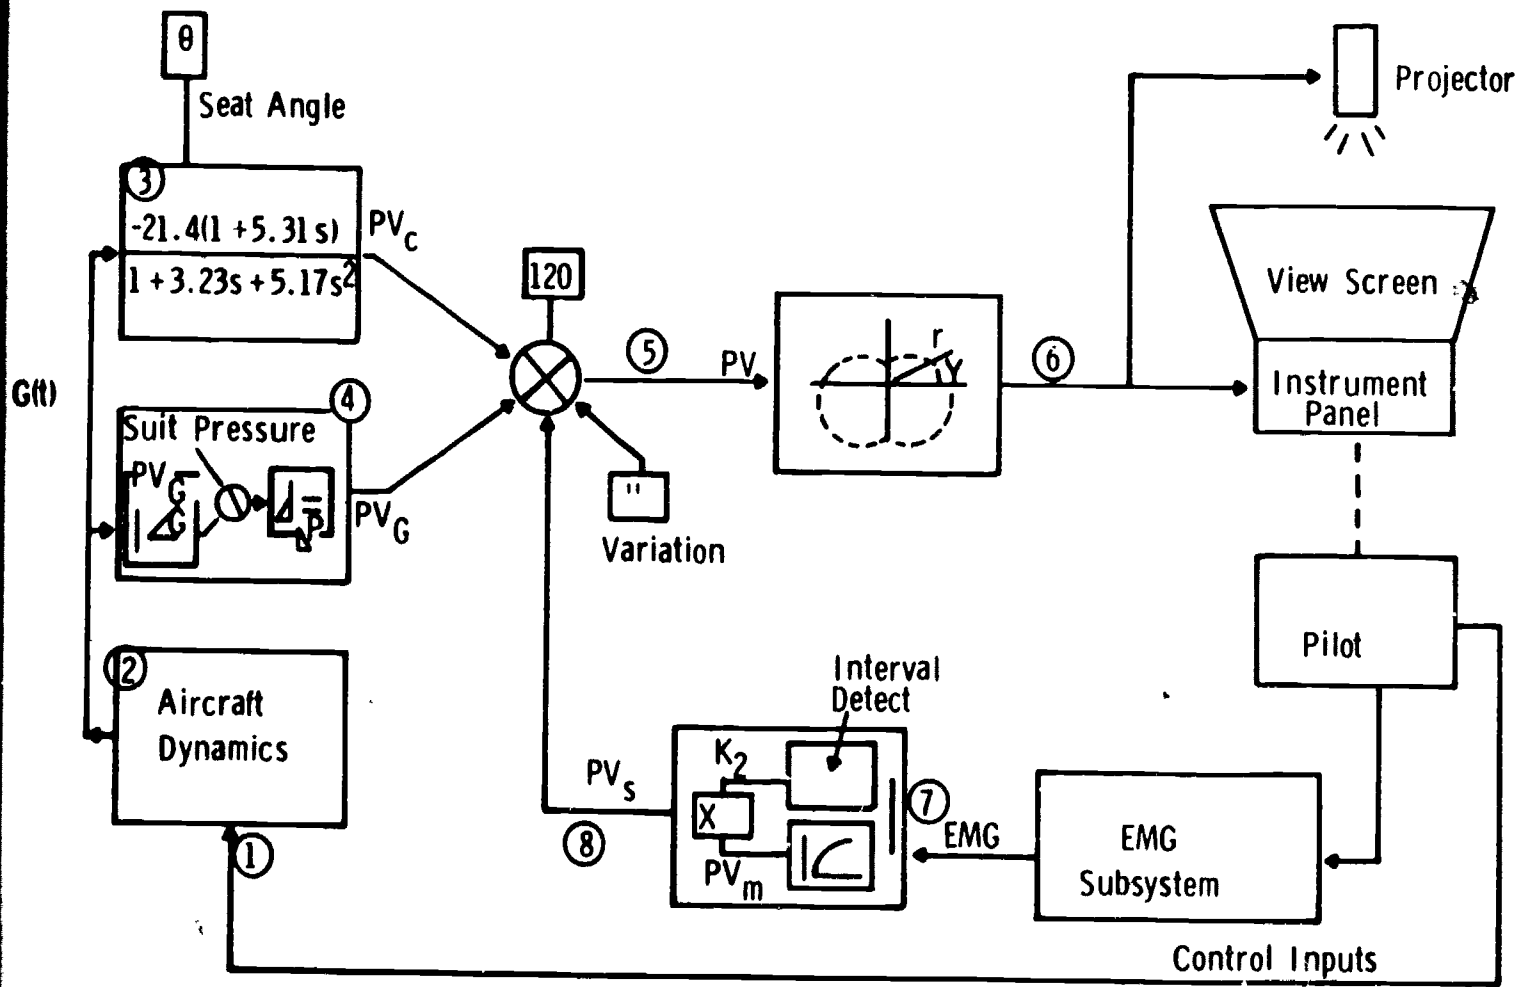 θ
Seat Angle
Projector
3
-21.4(1 +5.31 s)
1 +3.23s +5.17s²
PVc
120
View Screen
5
PV
r
γ
6
Instrument
Panel
G(t)
4
Suit Pressure
PVG
G
P
PVG
''
Variation
Pilot
2
Aircraft
Dynamics
Interval
Detect
K2
X
PVm
PVs
8
7
EMG
EMG
Subsystem
1
Control Inputs